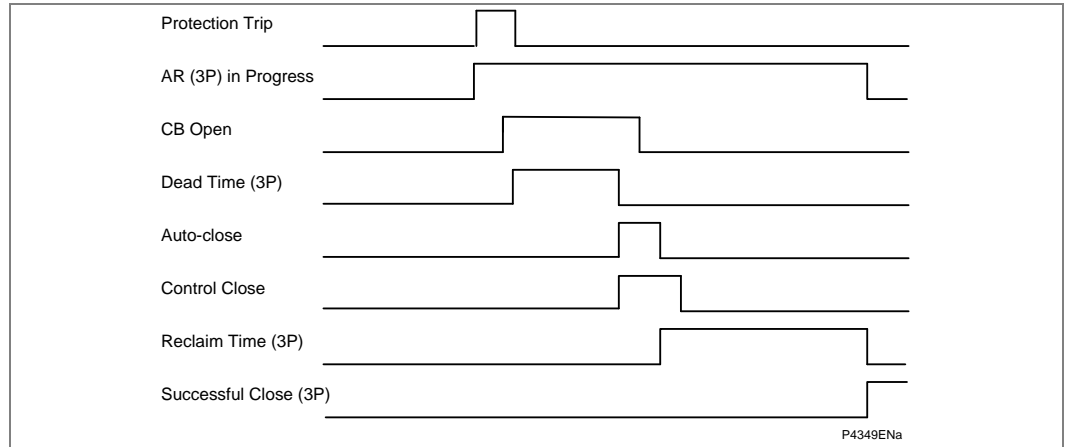 Protection Trip
AR (3P) in Progress
CB Open
Dead Time (3P)
Auto-close
Control Close
Reclaim Time (3P)
Successful Close (3P)
P4349ENa